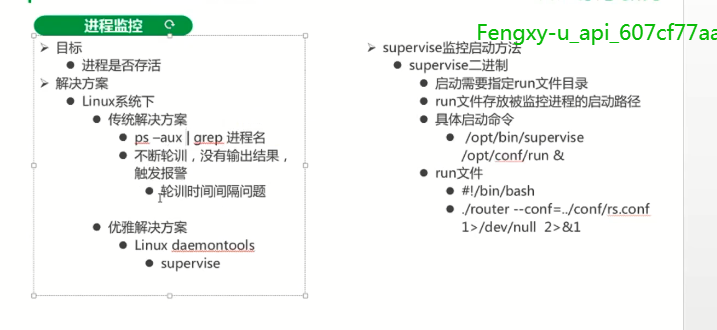 进程监控
Fengxy-u_api_607cf77aa
目标
进程是否存活
解决方案
Linux系统下
传统解决方案
ps –aux | grep 进程名
不断轮训，没有输出结果，
触发报警
轮训时间间隔问题
优雅解决方案
Linux daemontools
supervise
supervise监控启动方法
supervise二进制
启动需要指定run文件目录
run文件存放被监控进程的启动路径
具体启动命令
/opt/bin/supervise
/opt/conf/run &
run文件
#!/bin/bash
./router --conf=../conf/rs.conf
1>/dev/null 2>&1